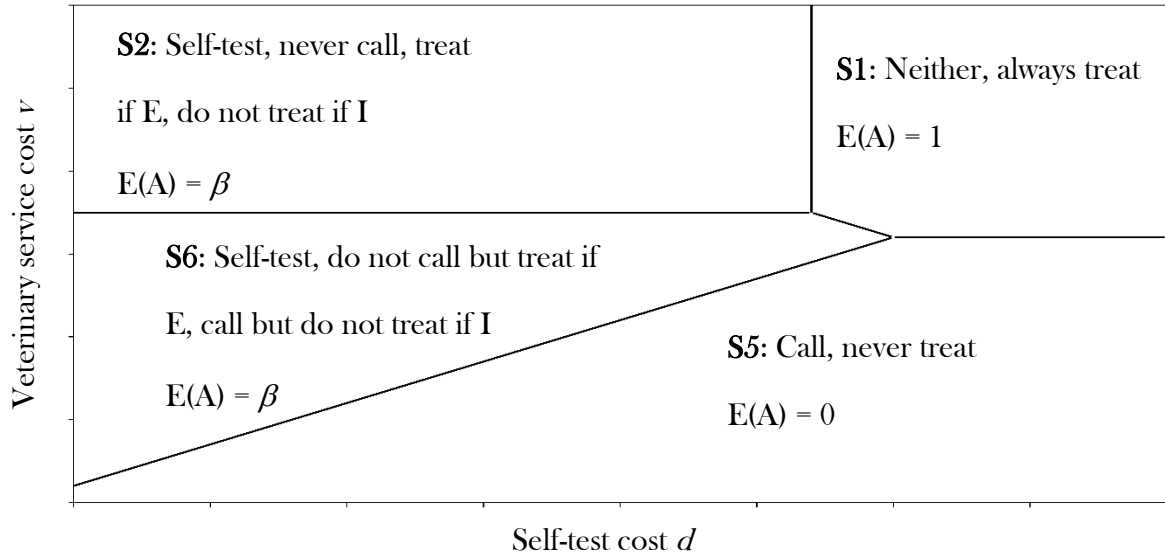 S2: Self-test, never call, treat
if E, do not treat if I
E(A) = β
S1: Neither, always treat
E(A) = 1
S6: Self-test, do not call but treat if
E, call but do not treat if I
E(A) = β
S5: Call, never treat
E(A) = 0
Veterinary service cost v
Self-test cost d